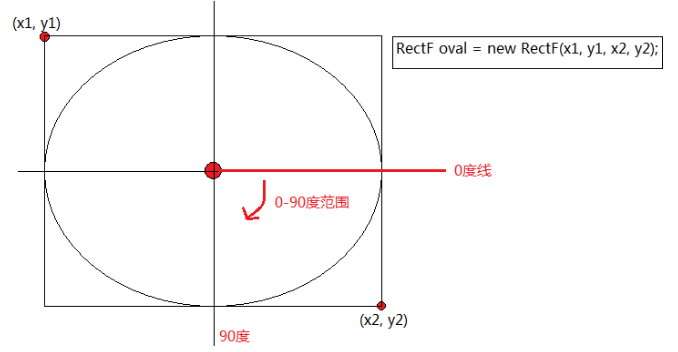 (x1, y1)
RectF oval = new RectF(x1, y1, x2, y2);
0度线
0-90度范围
(x2, y2)
90度